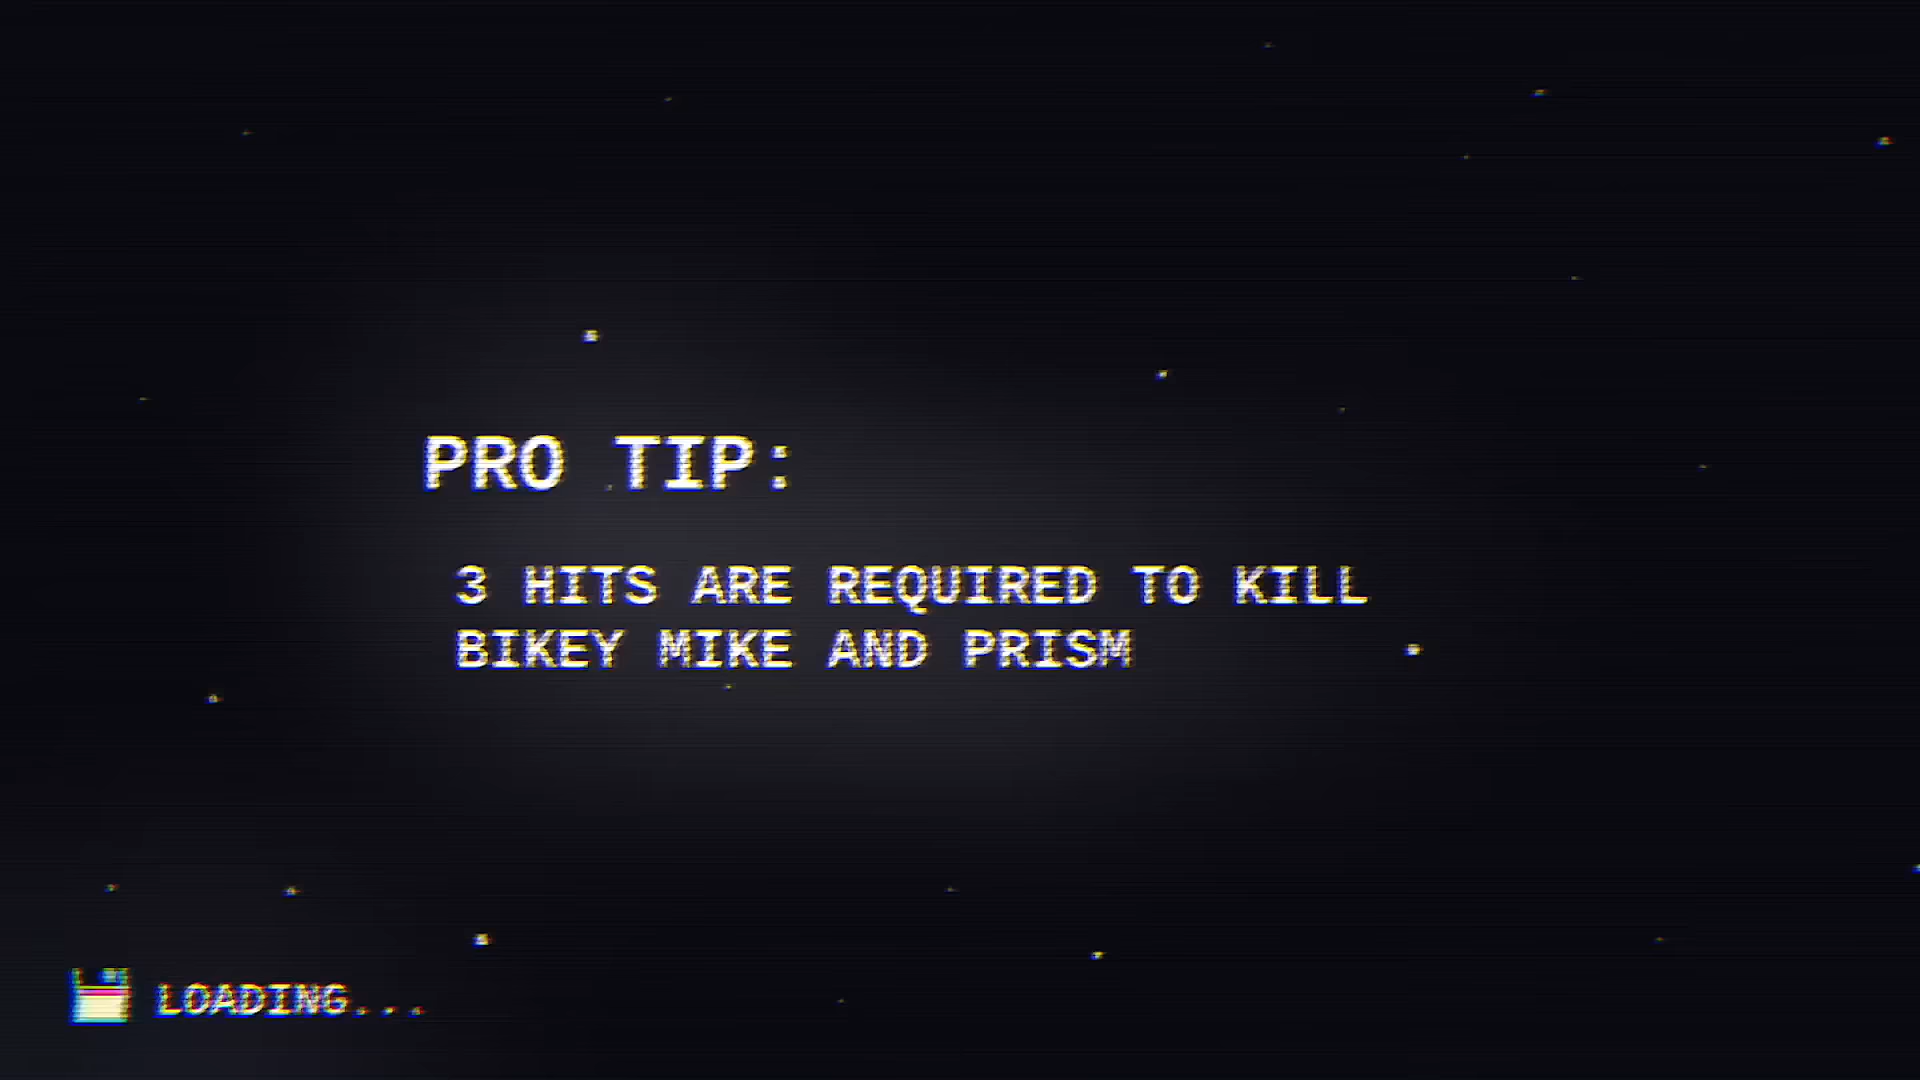 PRO TIP:
3 HITS ARE REQUIRED TO KILL
BIKEY MIKE AND PRISM
LOADING...